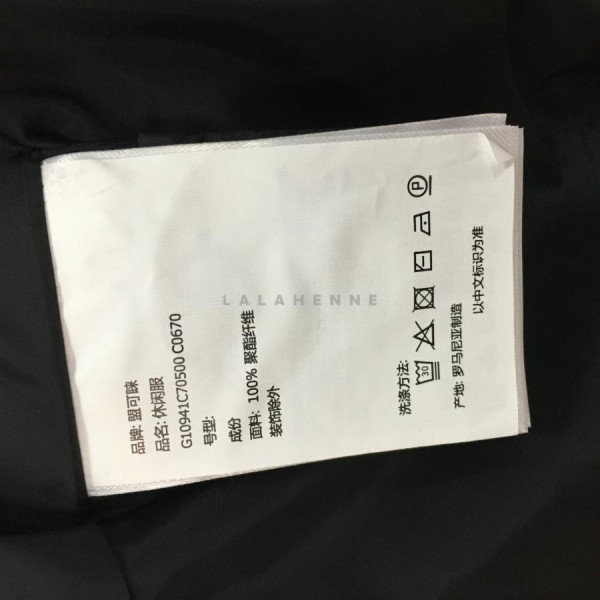 品牌: 盟可睐
品名: 休闲服
G10941C70500 C0670
号型:
成份
面料: 100% 聚酯纤维
装饰除外
LALAHENNE
洗涤方法:
30
P
产地: 罗马尼亚制造
以中文标识为准